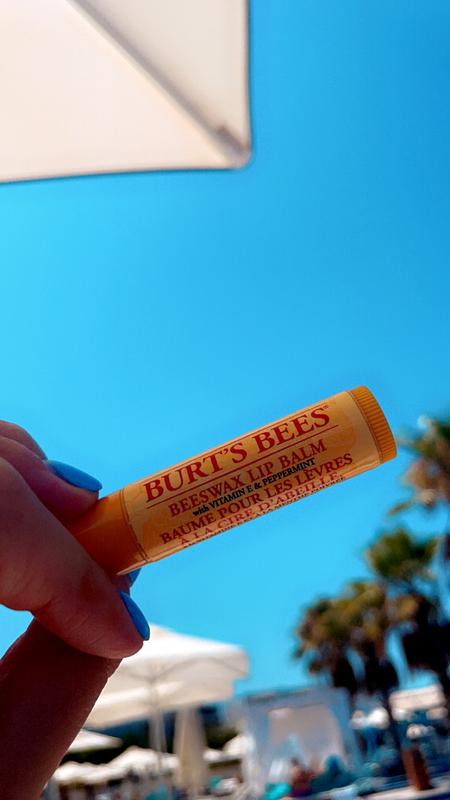 BURT'S BEES
BEESWAX LIP BALM
with VITAMIN E & PEPPERMINT
BAUME POUR LES LÈVRES
À LA CIRE D'ABEILLE